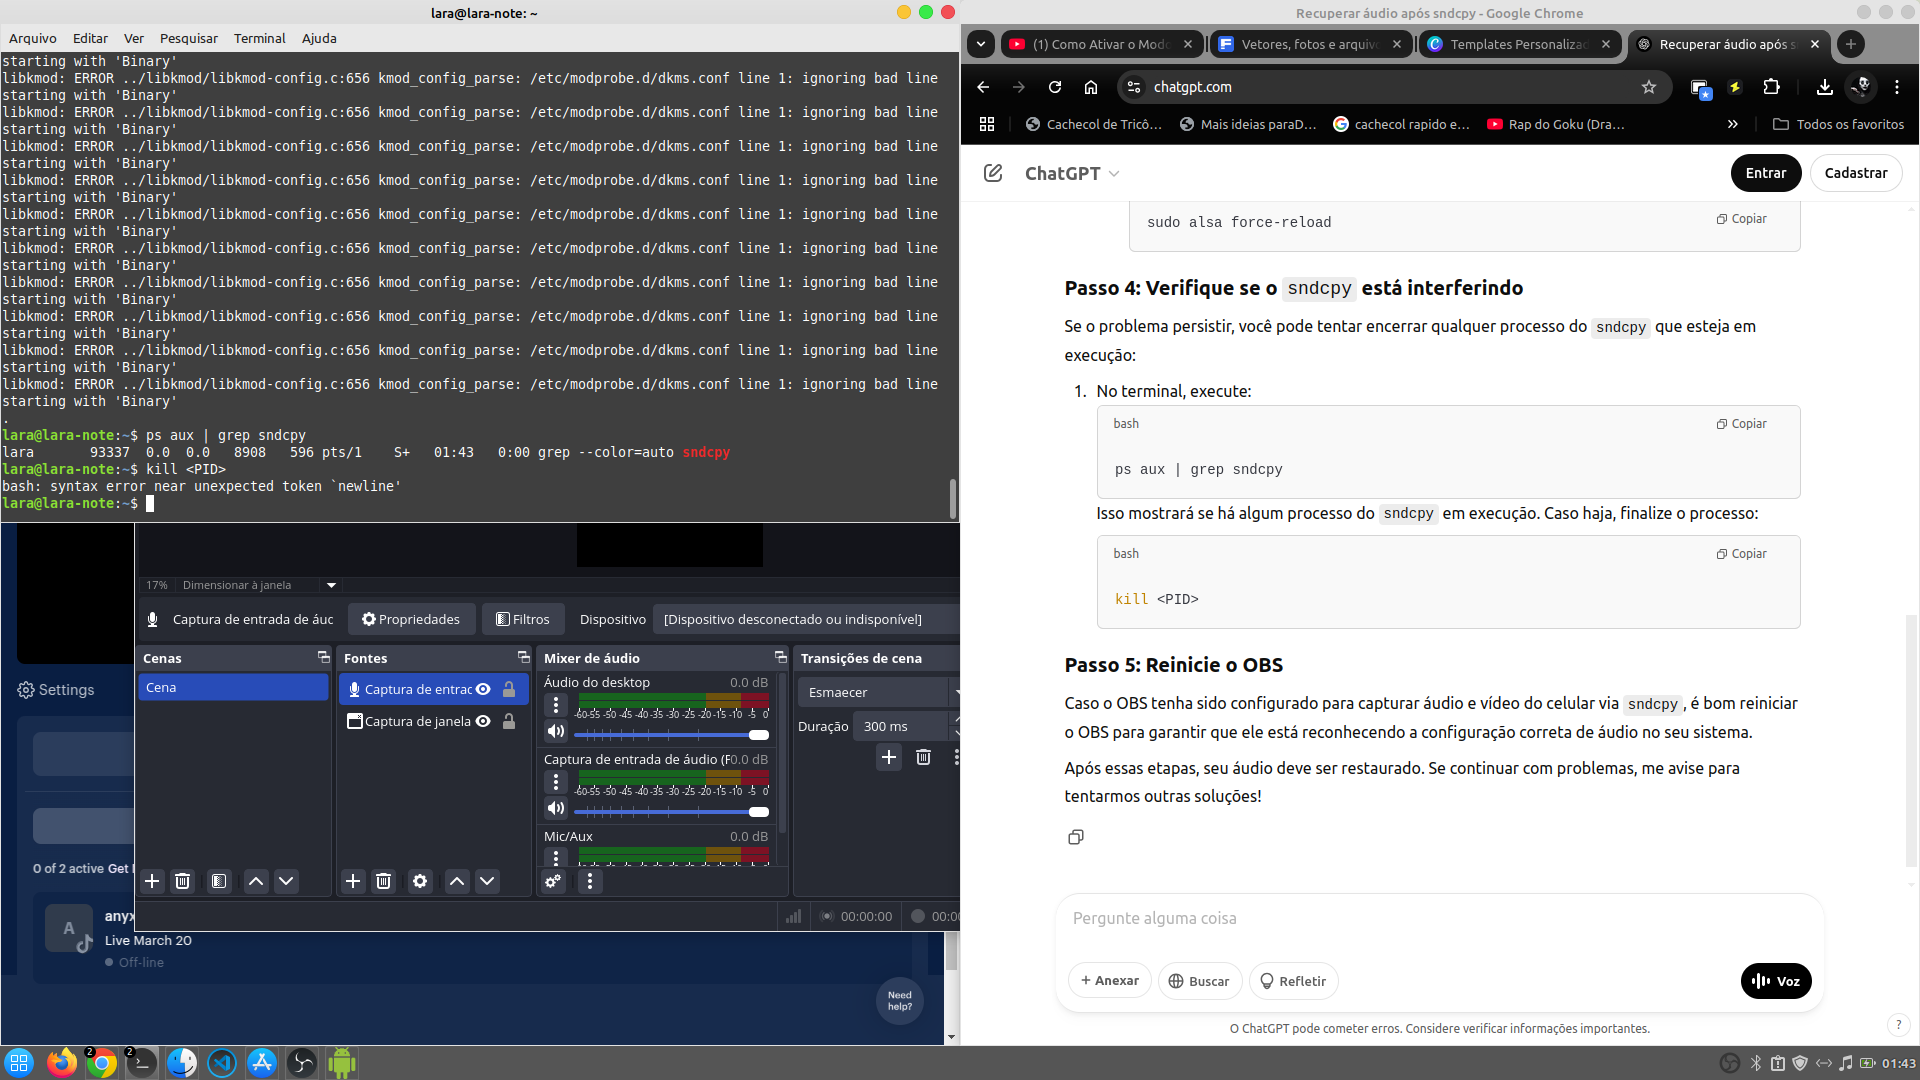 lara@lara-note: ~
Arquivo Editar Ver Pesquisar Terminal Ajuda
starting with 'Binary'
libkmod: ERROR ../libkmod/libkmod-config.c:656 kmod_config_parse: /etc/modprobe.d/dkms.conf line 1: ignoring bad line
starting with 'Binary'
libkmod: ERROR ../libkmod/libkmod-config.c:656 kmod_config_parse: /etc/modprobe.d/dkms.conf line 1: ignoring bad line
starting with 'Binary'
libkmod: ERROR ../libkmod/libkmod-config.c:656 kmod_config_parse: /etc/modprobe.d/dkms.conf line 1: ignoring bad line
starting with 'Binary'
libkmod: ERROR ../libkmod/libkmod-config.c:656 kmod_config_parse: /etc/modprobe.d/dkms.conf line 1: ignoring bad line
starting with 'Binary'
libkmod: ERROR ../libkmod/libkmod-config.c:656 kmod_config_parse: /etc/modprobe.d/dkms.conf line 1: ignoring bad line
starting with 'Binary'
libkmod: ERROR ../libkmod/libkmod-config.c:656 kmod_config_parse: /etc/modprobe.d/dkms.conf line 1: ignoring bad line
starting with 'Binary'
libkmod: ERROR ../libkmod/libkmod-config.c:656 kmod_config_parse: /etc/modprobe.d/dkms.conf line 1: ignoring bad line
starting with 'Binary'
libkmod: ERROR ../libkmod/libkmod-config.c:656 kmod_config_parse: /etc/modprobe.d/dkms.conf line 1: ignoring bad line
starting with 'Binary'
libkmod: ERROR ../libkmod/libkmod-config.c:656 kmod_config_parse: /etc/modprobe.d/dkms.conf line 1: ignoring bad line
starting with 'Binary'
libkmod: ERROR ../libkmod/libkmod-config.c:656 kmod_config_parse: /etc/modprobe.d/dkms.conf line 1: ignoring bad line
starting with 'Binary'
.
lara@lara-note:~$ ps aux | grep sndcpy
lara 93337 0.0 0.0 8908 596 pts/1 S+ 01:43 0:00 grep --color=auto sndcpy
lara@lara-note:~$ kill <PID>
bash: syntax error near unexpected token `newline'
lara@lara-note:~$
17% Dimensionar à janela
Captura de entrada de áuc Propriedades Filtros Dispositivo [Dispositivo desconectado ou indisponível]
Cenas Fontes Mixer de áudio Transições de cena
Cena
Captura de entrac
Captura de janela
Áudio do desktop 0.0 dB
-60 -55 -50 -45 -40 -35 -30 -25 -20 -15 -10 -5 0
Captura de entrada de áudio (F 0.0 dB
-60 -55 -50 -45 -40 -35 -30 -25 -20 -15 -10 -5 0
Mic/Aux 0.0 dB
Esmaecer
Duração 300 ms
00:00:00 00:00
Settings
0 of 2 active Get
A
anyx
Live March 20
Off-line
Need help?
Recuperar áudio após sndcpy - Google Chrome
(1) Como Ativar o Modo
Vetores, fotos e arquivo
Templates Personaliza
Recuperar áudio após s
chatgpt.com
Cachecol de Tricô... Mais ideias paraD... cachecol rapido e... Rap do Goku (Dra... » Todos os favoritos
ChatGPT Entrar Cadastrar
sudo alsa force-reload Copiar
Passo 4: Verifique se o sndcpy está interferindo
Se o problema persistir, você pode tentar encerrar qualquer processo do sndcpy que esteja em
execução:
1. No terminal, execute:
bash Copiar
ps aux | grep sndcpy
Isso mostrará se há algum processo do sndcpy em execução. Caso haja, finalize o processo:
bash Copiar
kill <PID>
Passo 5: Reinicie o OBS
Caso o OBS tenha sido configurado para capturar áudio e vídeo do celular via sndcpy, é bom reiniciar
o OBS para garantir que ele está reconhecendo a configuração correta de áudio no seu sistema.
Após essas etapas, seu áudio deve ser restaurado. Se continuar com problemas, me avise para
tentarmos outras soluções!
Pergunte alguma coisa
+ Anexar Buscar Refletir Voz
O ChatGPT pode cometer erros. Considere verificar informações importantes.
?
2 2 01:43